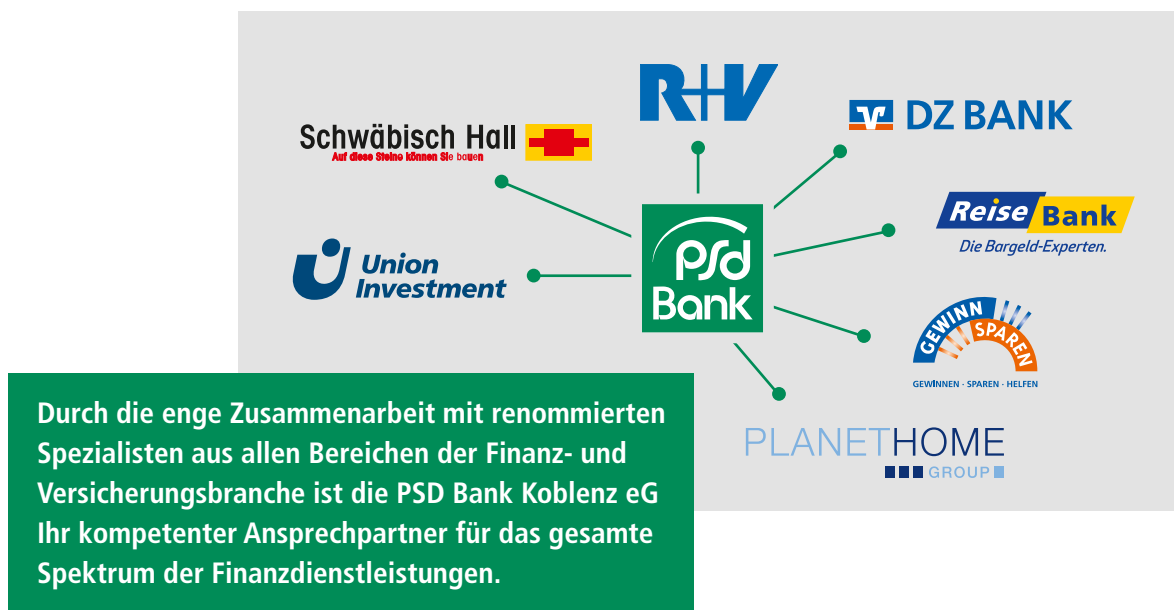 R+V
DZ BANK
Schwäbisch Hall
Auf diese Steine können Sie bauen
Reise Bank
Die Bargeld-Experten.
Union
Investment
psd
Bank
GEWINN
SPAREN
GEWINNEN · SPAREN · HELFEN
PLANETHOME
GROUP
Durch die enge Zusammenarbeit mit renommierten
Spezialisten aus allen Bereichen der Finanz- und
Versicherungsbranche ist die PSD Bank Koblenz eG
Ihr kompetenter Ansprechpartner für das gesamte
Spektrum der Finanzdienstleistungen.